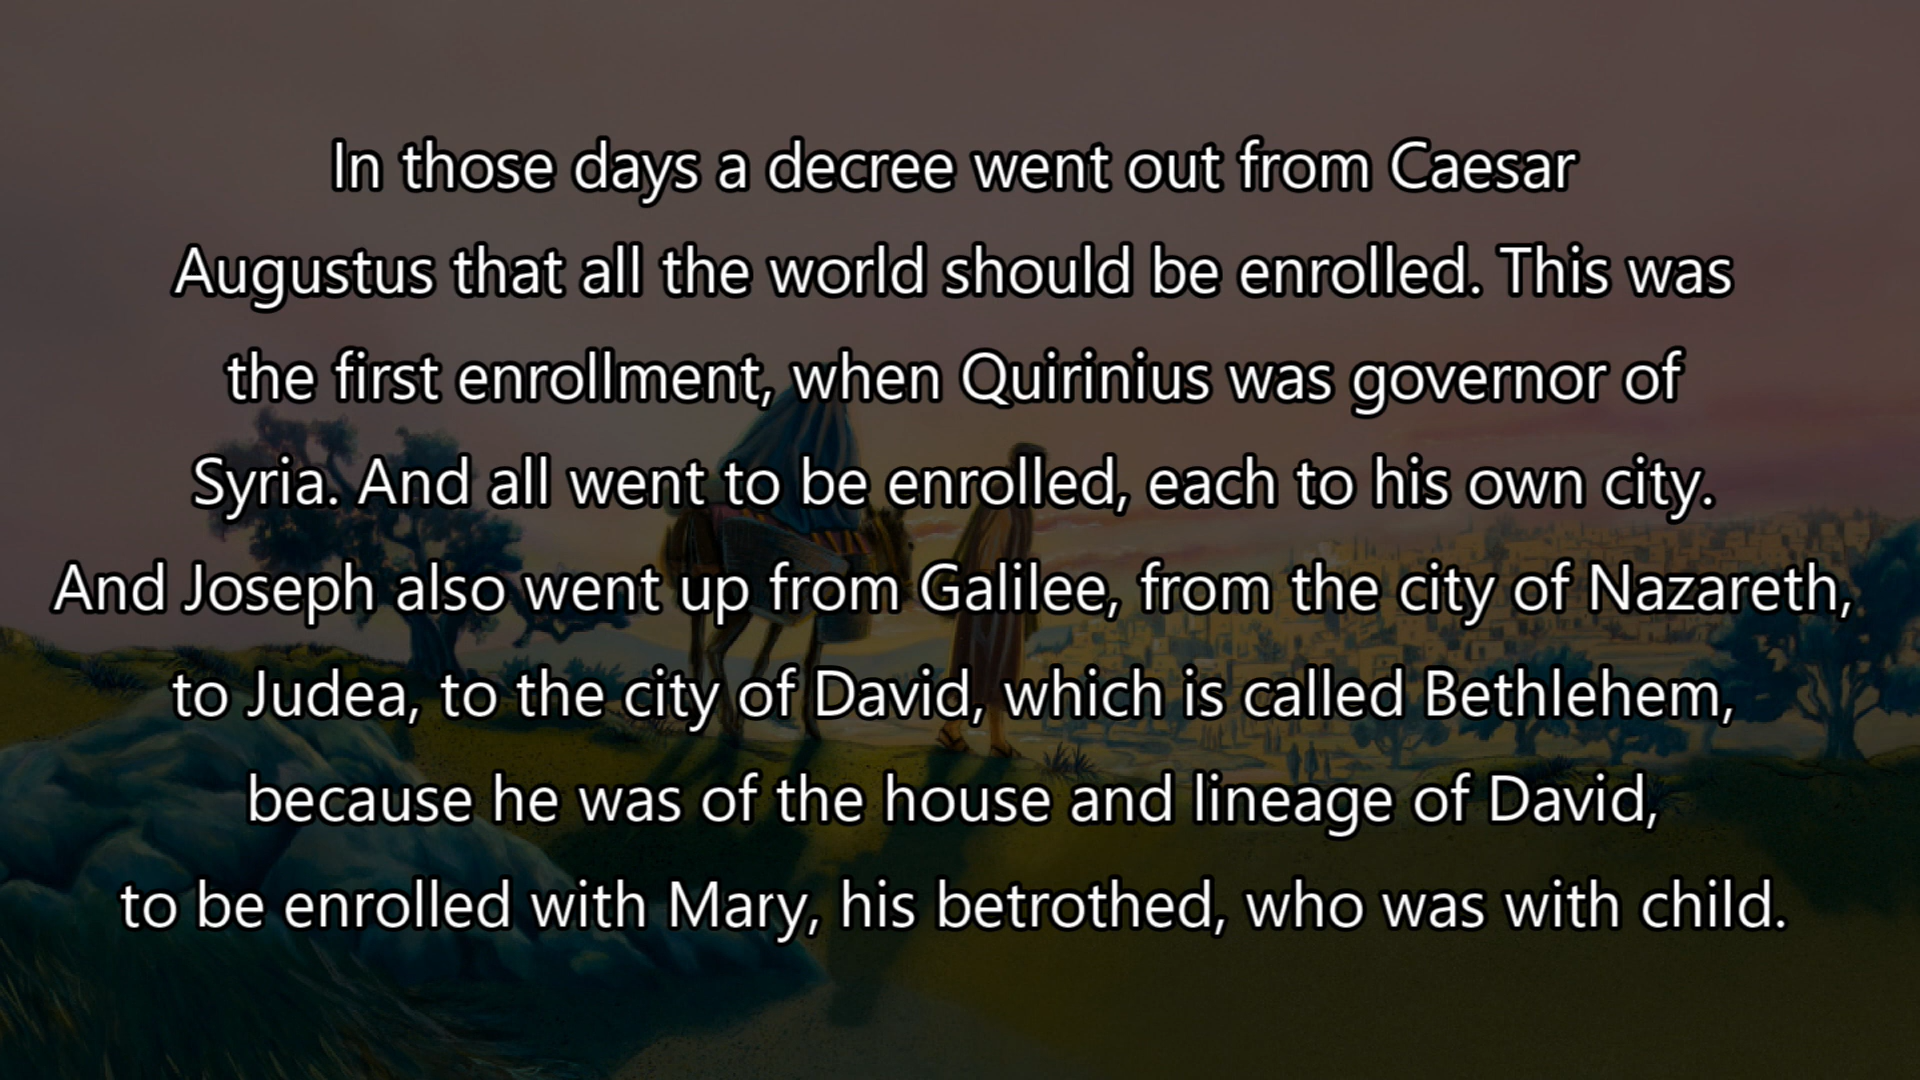 In those days a decree went out from Caesar
Augustus that all the world should be enrolled. This was
the first enrollment, when Quirinius was governor of
Syria. And all went to be enrolled, each to his own city.
And Joseph also went up from Galilee, from the city of Nazareth,
to Judea, to the city of David, which is called Bethlehem,
because he was of the house and lineage of David,
to be enrolled with Mary, his betrothed, who was with child.